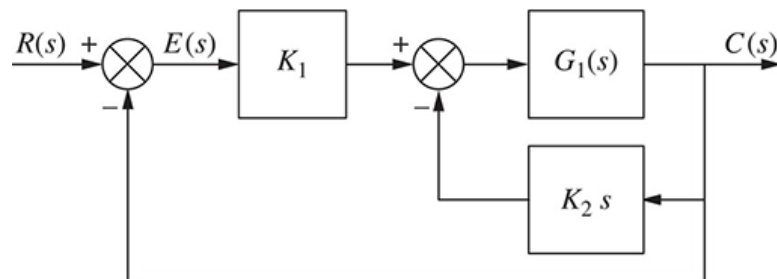 R(s) + E(s) K₁ + G₁(s) C(s)
− −
K₂ s